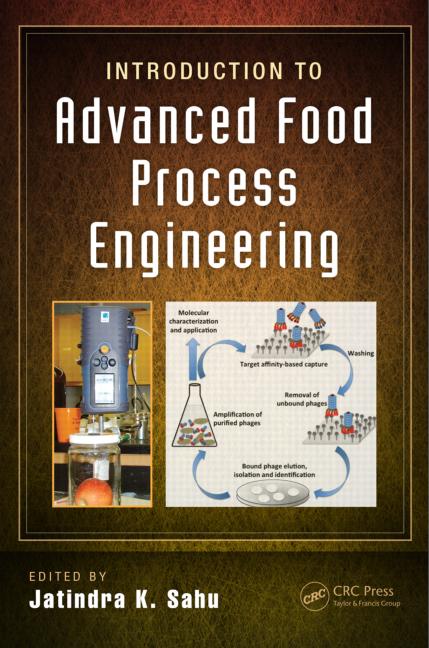 INTRODUCTION TO
Advanced Food
Process
Engineering
Molecular
characterization
and application
Target affinity-based capture
Washing
Removal of
unbound phages
Amplification of
purified phages
Bound phage elution,
isolation and identification
EDITED BY
Jatindra K. Sahu
CRC
CRC Press
Taylor & Francis Group